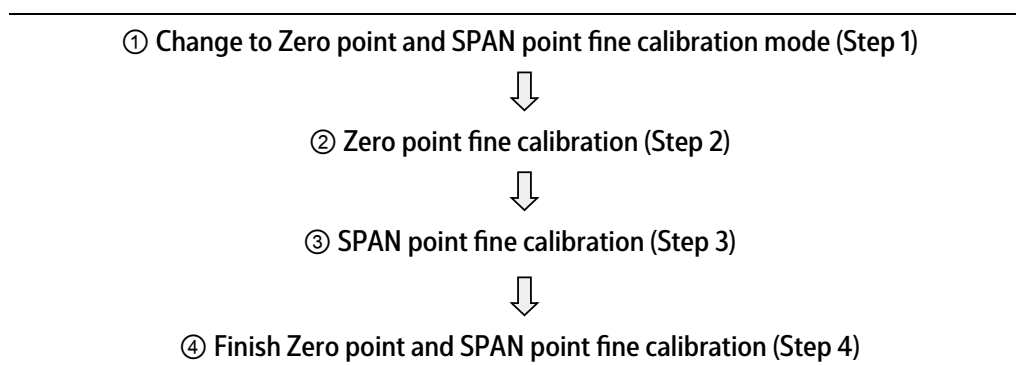 ① Change to Zero point and SPAN point fine calibration mode (Step 1)
② Zero point fine calibration (Step 2)
③ SPAN point fine calibration (Step 3)
④ Finish Zero point and SPAN point fine calibration (Step 4)